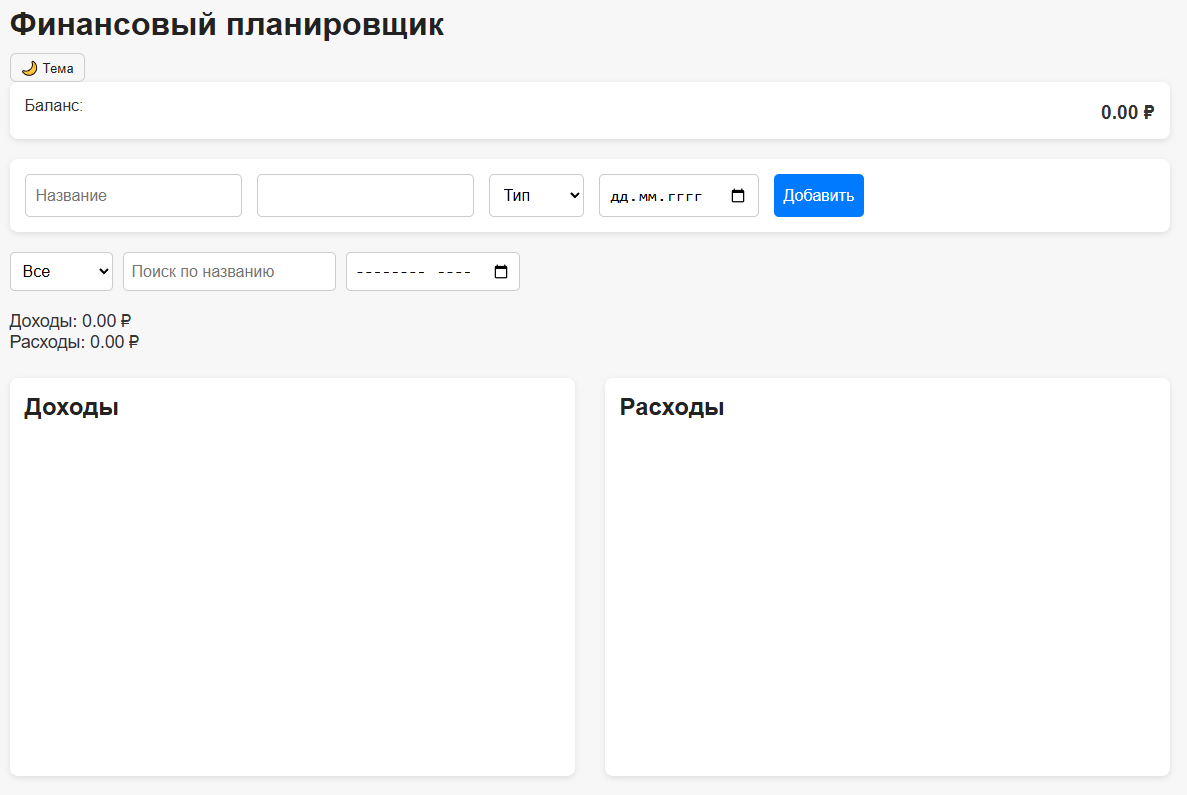 Финансовый планировщик
Тема
Баланс: 0.00 ₽
Название Тип дд.мм.гггг Добавить
Все Поиск по названию -------- ----
Доходы: 0.00 ₽
Расходы: 0.00 ₽
Доходы Расходы